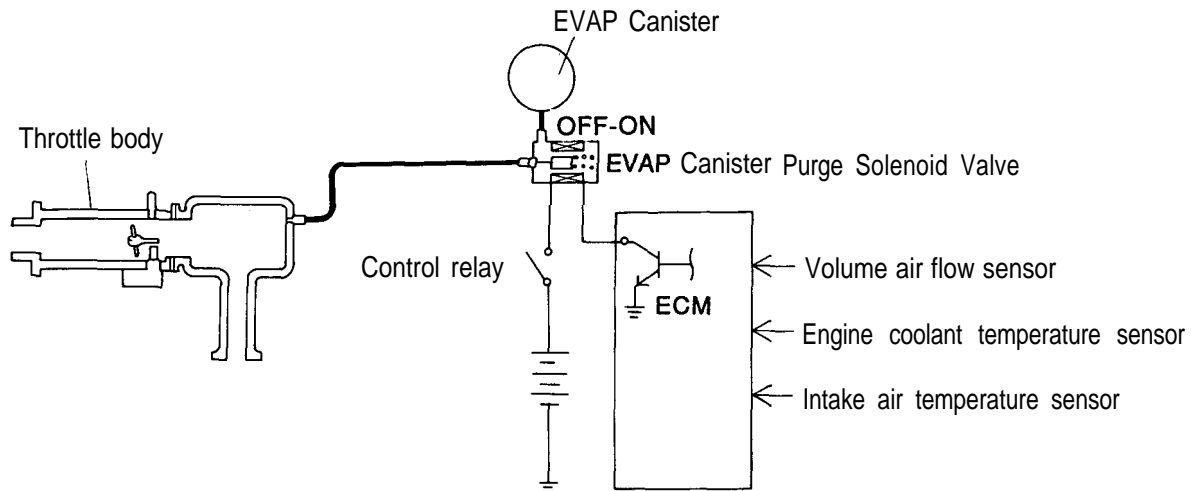 EVAP Canister
OFF-ON
Throttle body
EVAP Canister Purge Solenoid Valve
Control relay
ECM
Volume air flow sensor
Engine coolant temperature sensor
Intake air temperature sensor